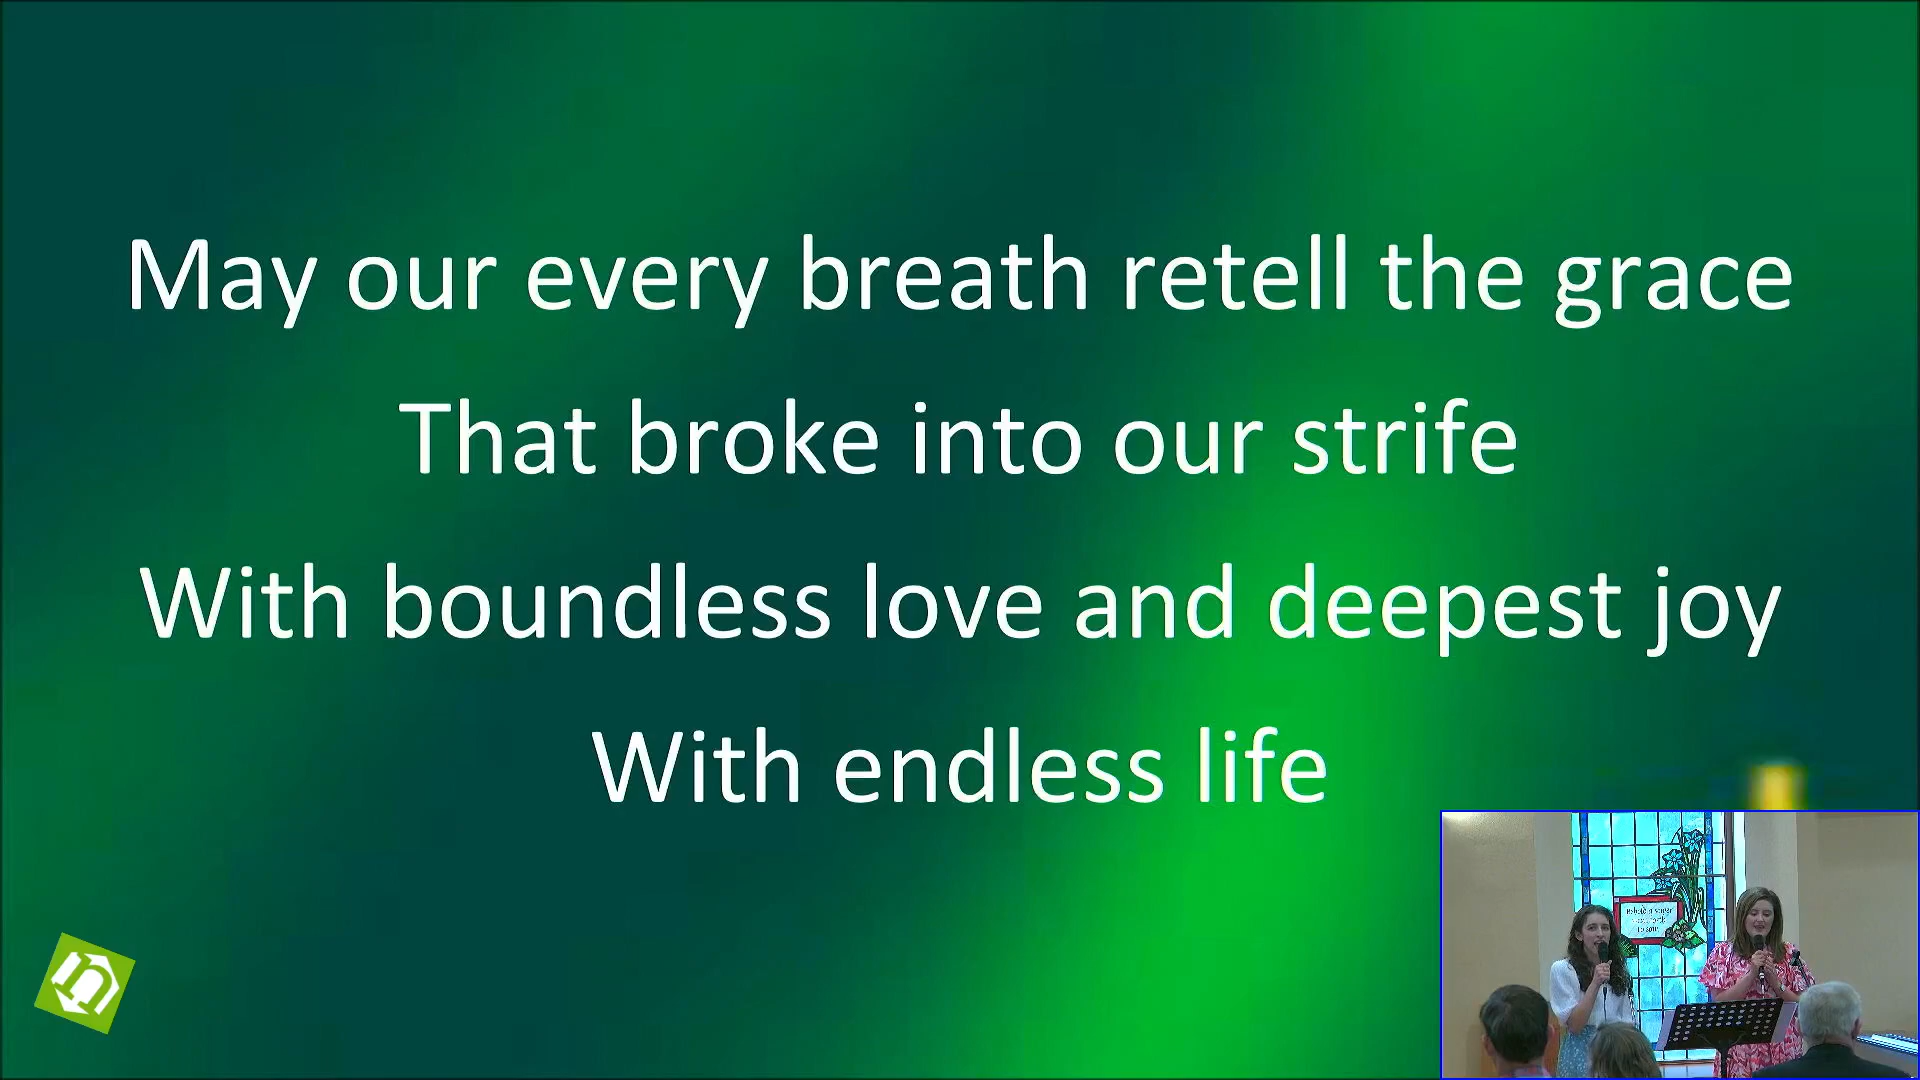 May our every breath retell the grace
That broke into our strife
With boundless love and deepest joy
With endless life